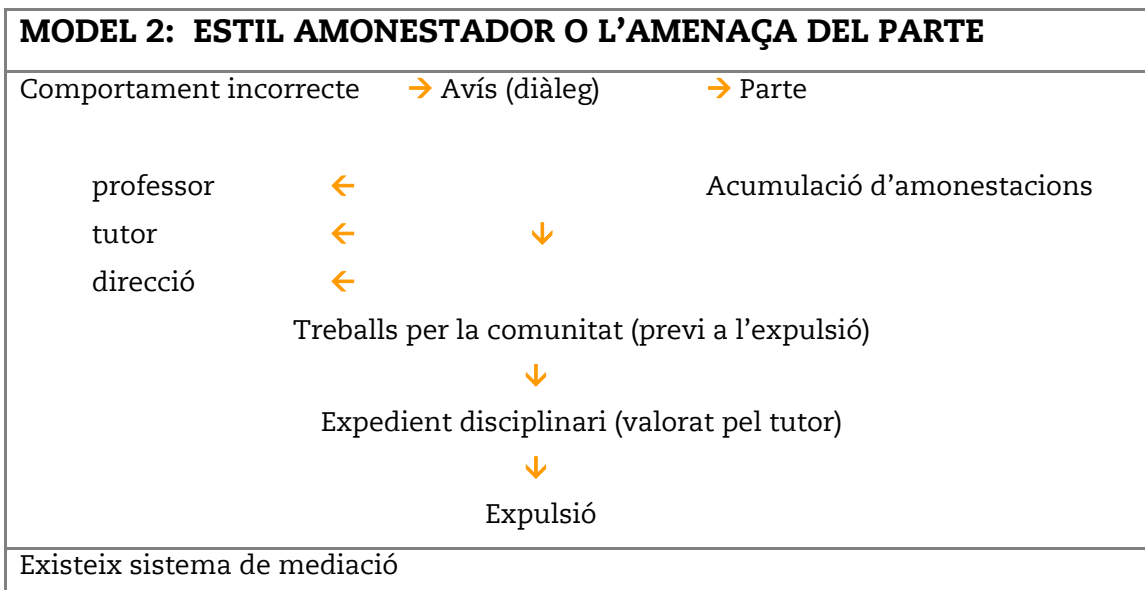 MODEL 2: ESTIL AMONESTADOR O L’AMENAÇA DEL PARTE
Comportament incorrecte → Avís (diàleg) → Parte
professor ← Acumulació d’amonestacions
tutor ← ↓
direcció ←
Treballs per la comunitat (previ a l’expulsió)
↓
Expedient disciplinari (valorat pel tutor)
↓
Expulsió
Existeix sistema de mediació